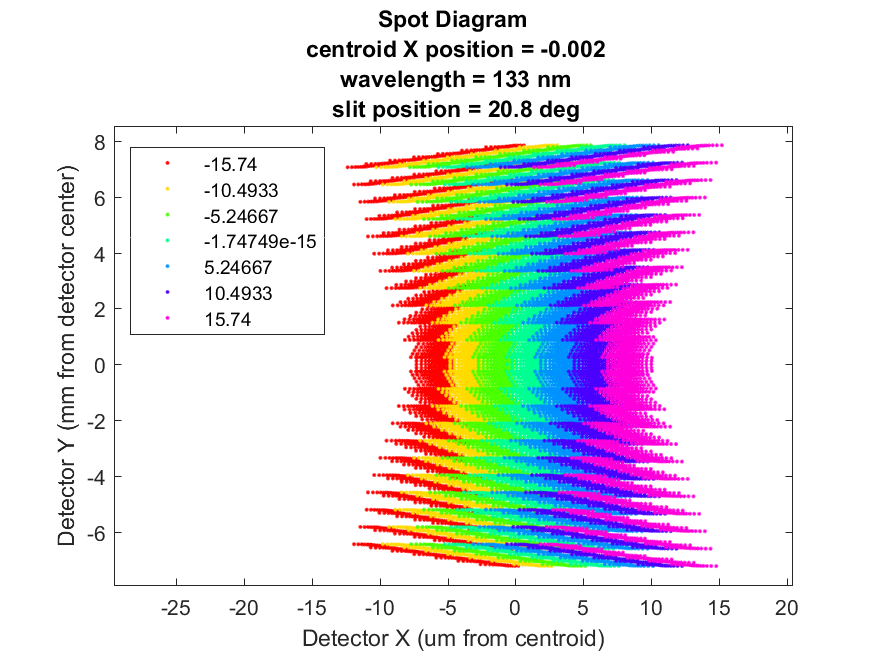 Spot Diagram
centroid X position = -0.002
wavelength = 133 nm
slit position = 20.8 deg
-15.74
-10.4933
-5.24667
-1.74749e-15
5.24667
10.4933
15.74
8
6
4
2
0
-2
-4
-6
Detector Y (mm from detector center)
-25 -20 -15 -10 -5 0 5 10 15 20
Detector X (um from centroid)